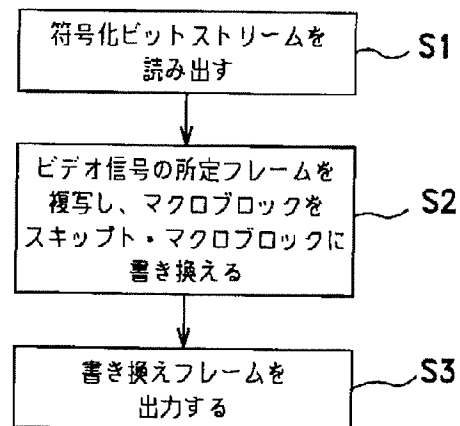 符号化ビットストリームを
読み出す
S1
ビデオ信号の所定フレームを
複写し、マクロブロックを
スキップト・マクロブロックに
書き換える
S2
書き換えフレームを
出力する
S3